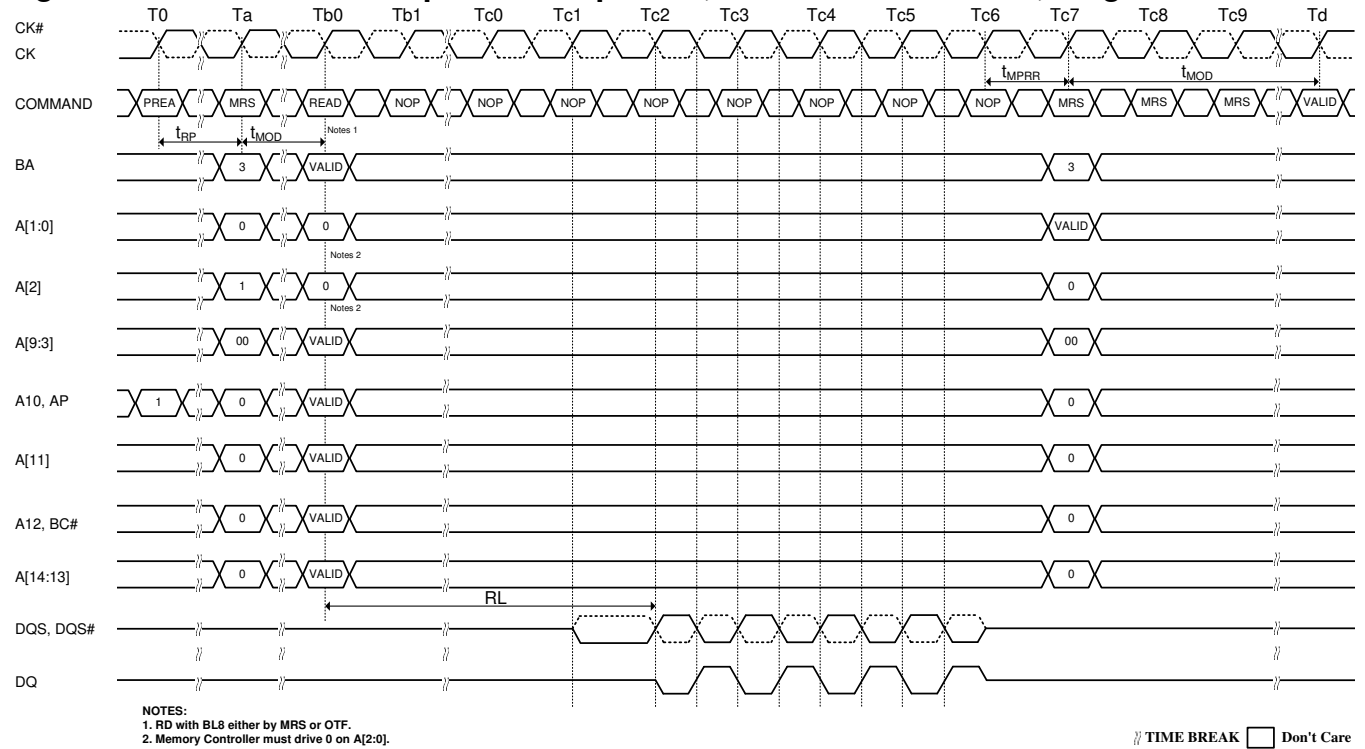 T0 Ta Tb0 Tb1 Tc0 Tc1 Tc2 Tc3 Tc4 Tc5 Tc6 Tc7 Tc8 Tc9 Td
CK#
CK
tMPRR tMOD
COMMAND PREA MRS READ NOP NOP NOP NOP NOP NOP NOP NOP MRS MRS MRS VALID
tRP tMOD Notes 1
BA 3 VALID 3
A[1:0] 0 0 VALID
Notes 2
A[2] 1 0 0
Notes 2
A[9:3] 00 VALID 00
A10, AP 1 0 VALID 0
A[11] 0 VALID 0
A12, BC# 0 VALID 0
A[14:13] 0 VALID 0
RL
DQS, DQS#
DQ
NOTES:
1. RD with BL8 either by MRS or OTF.
2. Memory Controller must drive 0 on A[2:0].
TIME BREAK Don't Care